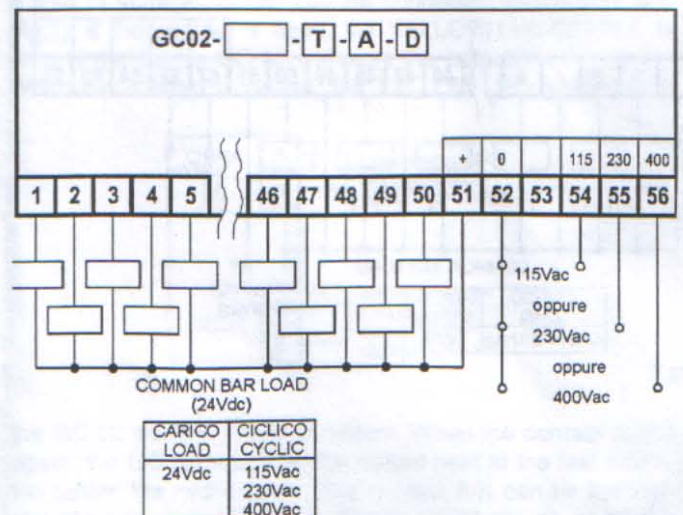 GC02- - T - A - D
+ 0 115 230 400
1 2 3 4 5 46 47 48 49 50 51 52 53 54 55 56
115Vac
oppure
230Vac
oppure
400Vac
COMMON BAR LOAD
(24Vdc)
CARICO CICLICO
LOAD CYCLIC
24Vdc 115Vac
230Vac
400Vac